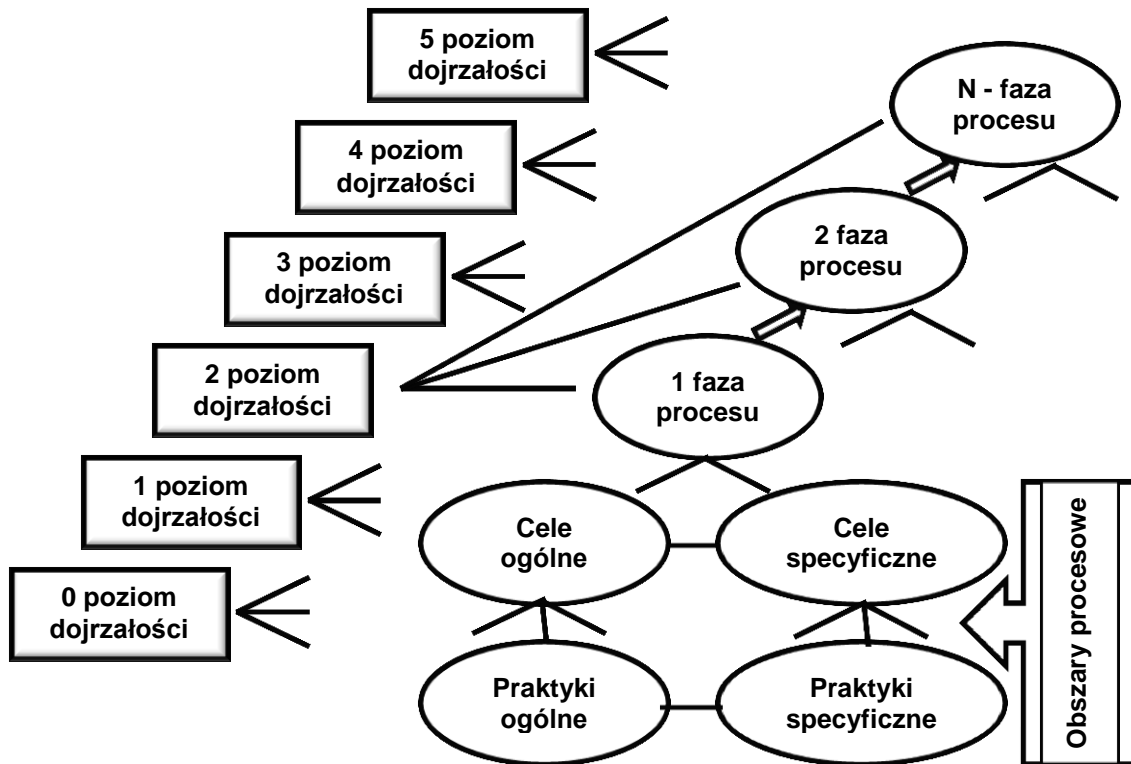 5 poziom
dojrzałości
N - faza
procesu
4 poziom
dojrzałości
2 faza
procesu
3 poziom
dojrzałości
2 poziom
dojrzałości
1 faza
procesu
1 poziom
dojrzałości
Cele
ogólne
Cele
specyficzne
0 poziom
dojrzałości
Praktyki
ogólne
Praktyki
specyficzne
Obszary procesowe